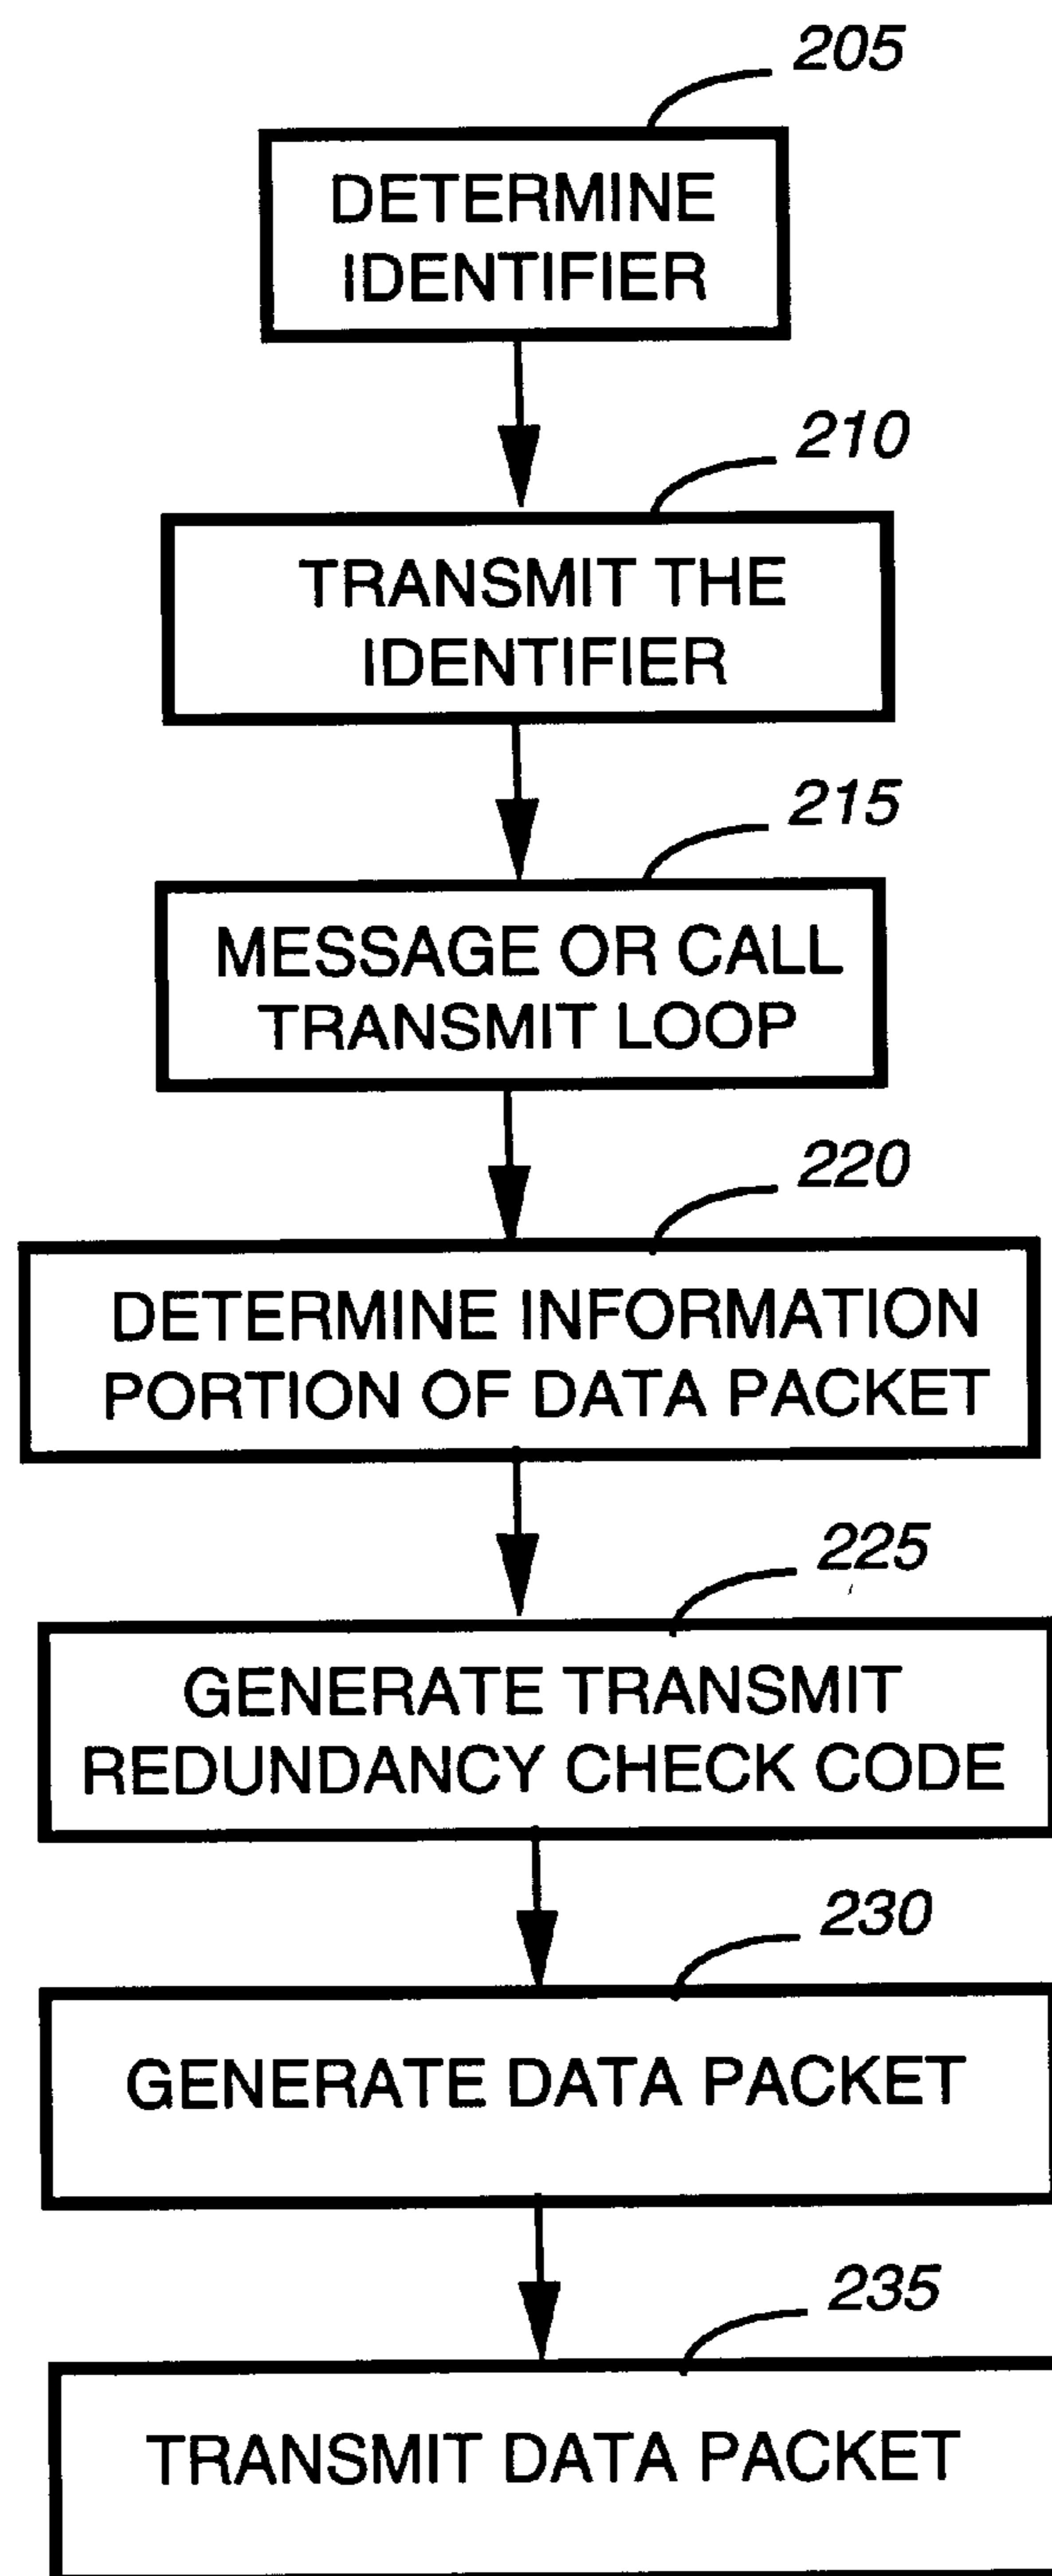 205
DETERMINE
IDENTIFIER
210
TRANSMIT THE
IDENTIFIER
215
MESSAGE OR CALL
TRANSMIT LOOP
220
DETERMINE INFORMATION
PORTION OF DATA PACKET
225
GENERATE TRANSMIT
REDUNDANCY CHECK CODE
230
GENERATE DATA PACKET
235
TRANSMIT DATA PACKET